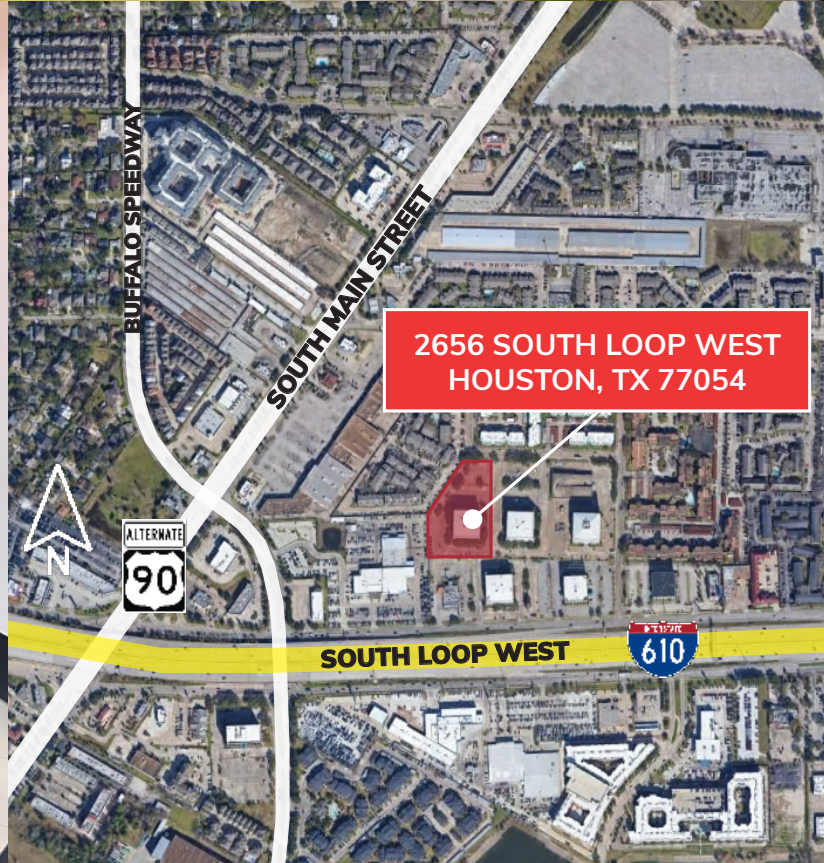 BUFFALO SPEEDWAY
SOUTH MAIN STREET
2656 SOUTH LOOP WEST
HOUSTON, TX 77054
N
ALTERNATE
90
SOUTH LOOP WEST
610